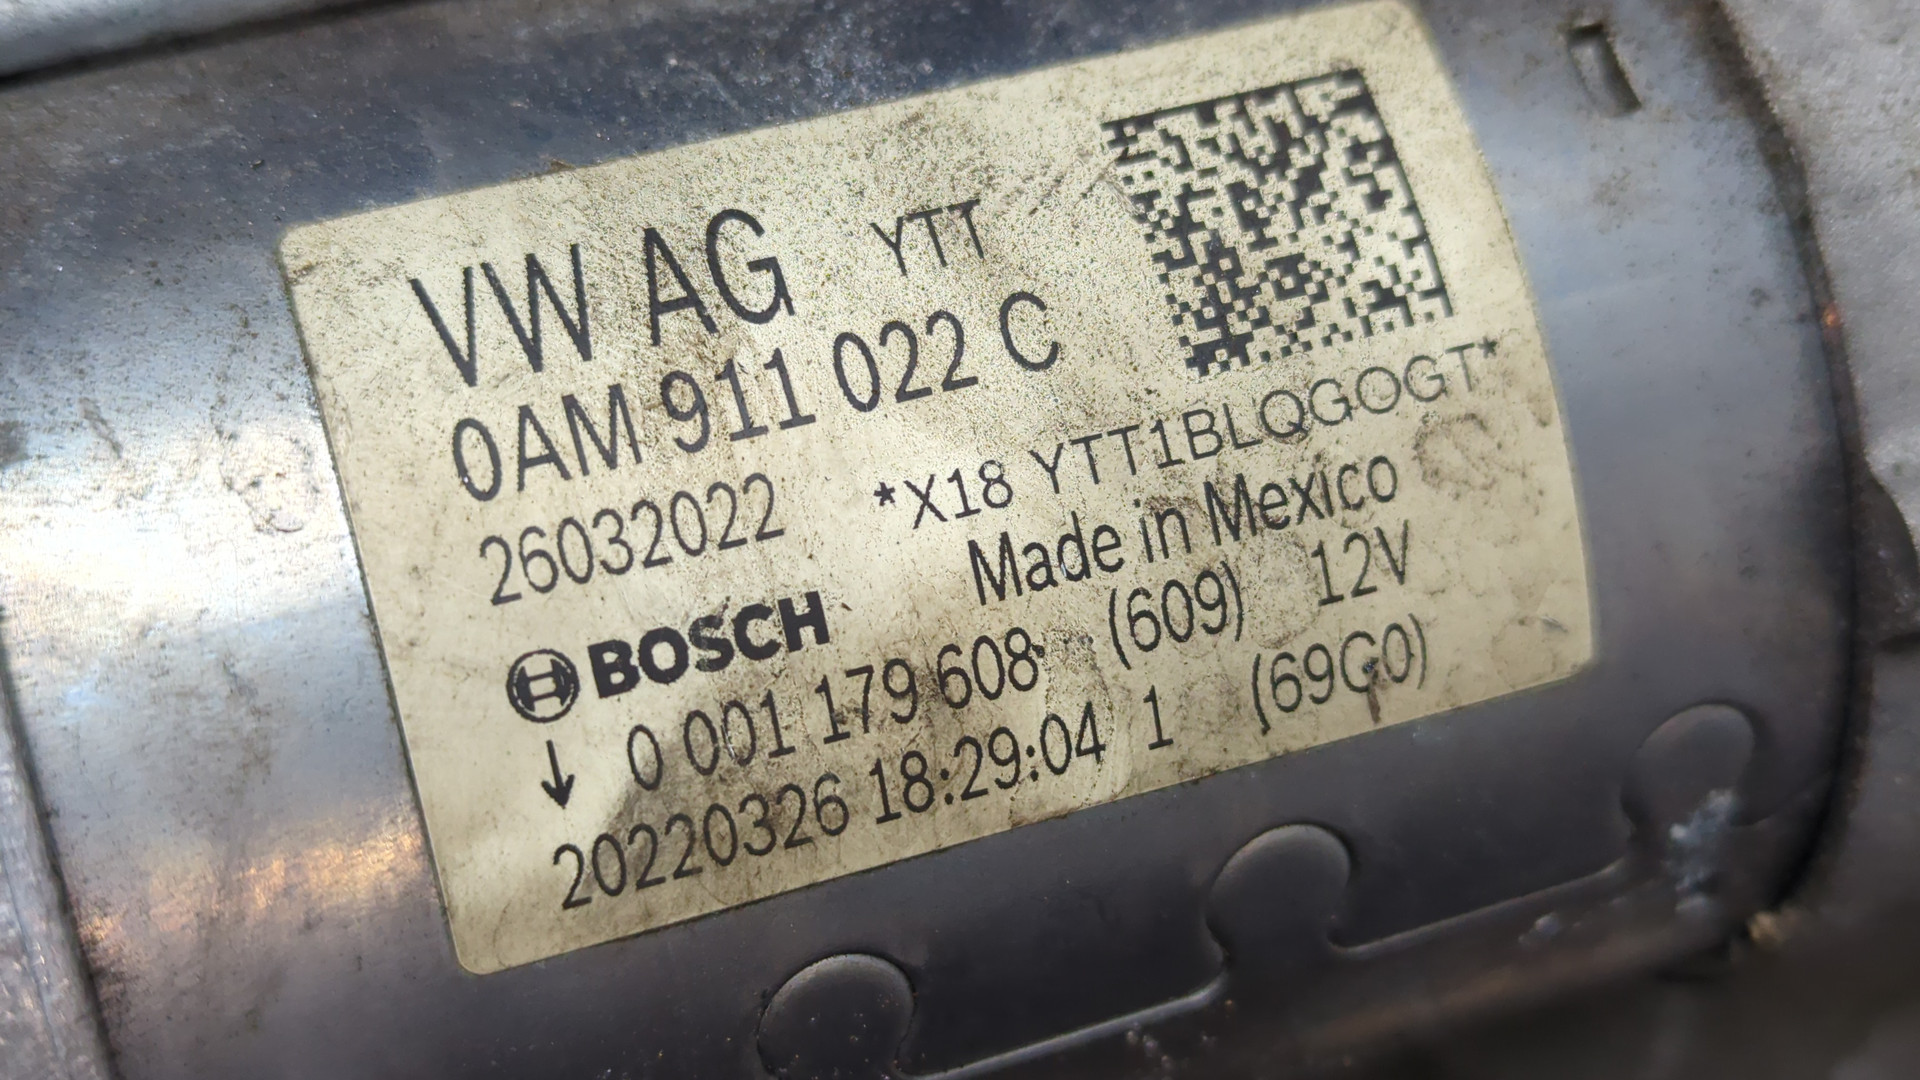 VW AG YTT
0AM 911 022 C
26032022 *X18 YTT1BLQGOGT*
Made in Mexico
BOSCH
0 001 179 608 (609) 12V
↓ 20220326 18:29:04 1 (69G0)